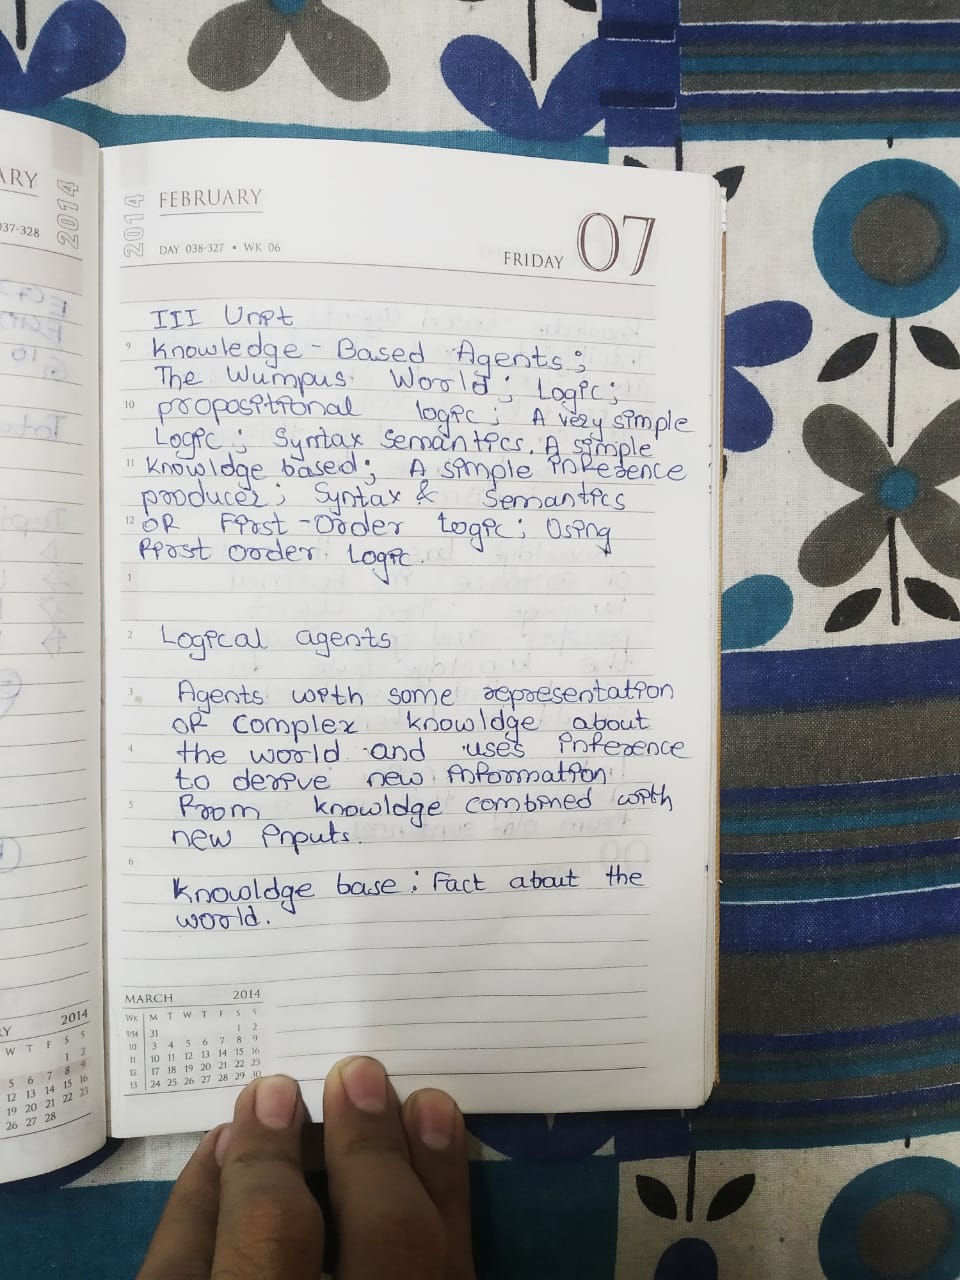 ARY
2014
037-328
2014
FEBRUARY
DAY 038-327 • WK 06
FRIDAY 07
III Unit
9 Knowledge - Based Agents;
The Wumpus World; Logic;
10 propositional logic; A very simple
Logic; Syntax semantics. A simple
11 knowldge based; A simple inference
producer; Syntax & Semantics
12 OR First - Order Logic; Using
first order. Logic.
1
2 Logical agents
3 Agents with some representation
of complex knowldge about
4 the world and uses inference
to derive new information
5 from knowldge combined with
new inputs.
6
Knowldge base : Fact about the
world.
MARCH 2014
WK M T W T F S S
9/14 31 1 2
10 3 4 5 6 7 8 9
11 10 11 12 13 14 15 16
12 17 18 19 20 21 22 23
13 24 25 26 27 28 29 30
RY 2014
W T F S S
1 2
5 6 7 8 9
12 13 14 15 16
19 20 21 22 23
26 27 28